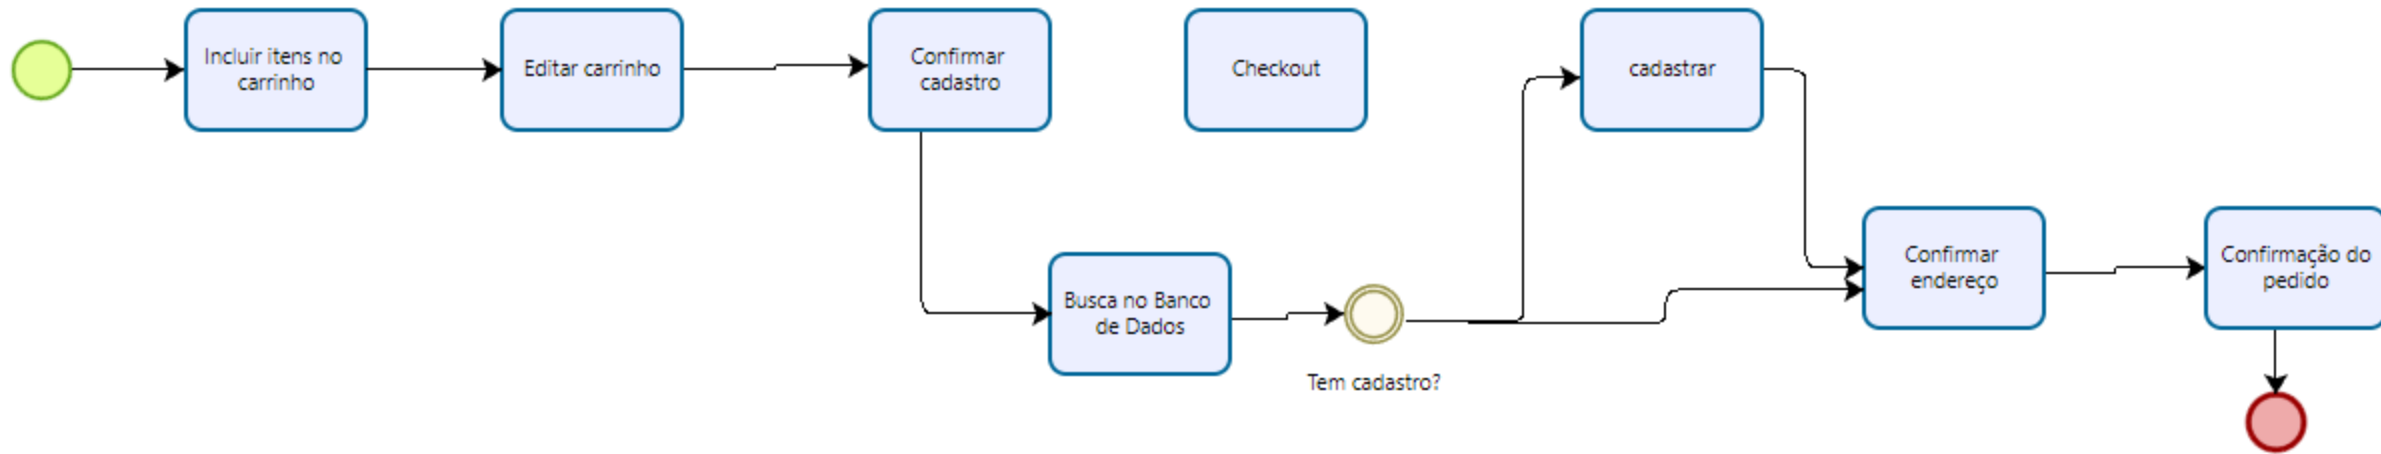 Incluir itens no
carrinho
Editar carrinho
Confirmar
cadastro
Checkout
cadastrar
Busca no Banco
de Dados
Tem cadastro?
Confirmar
endereço
Confirmação do
pedido